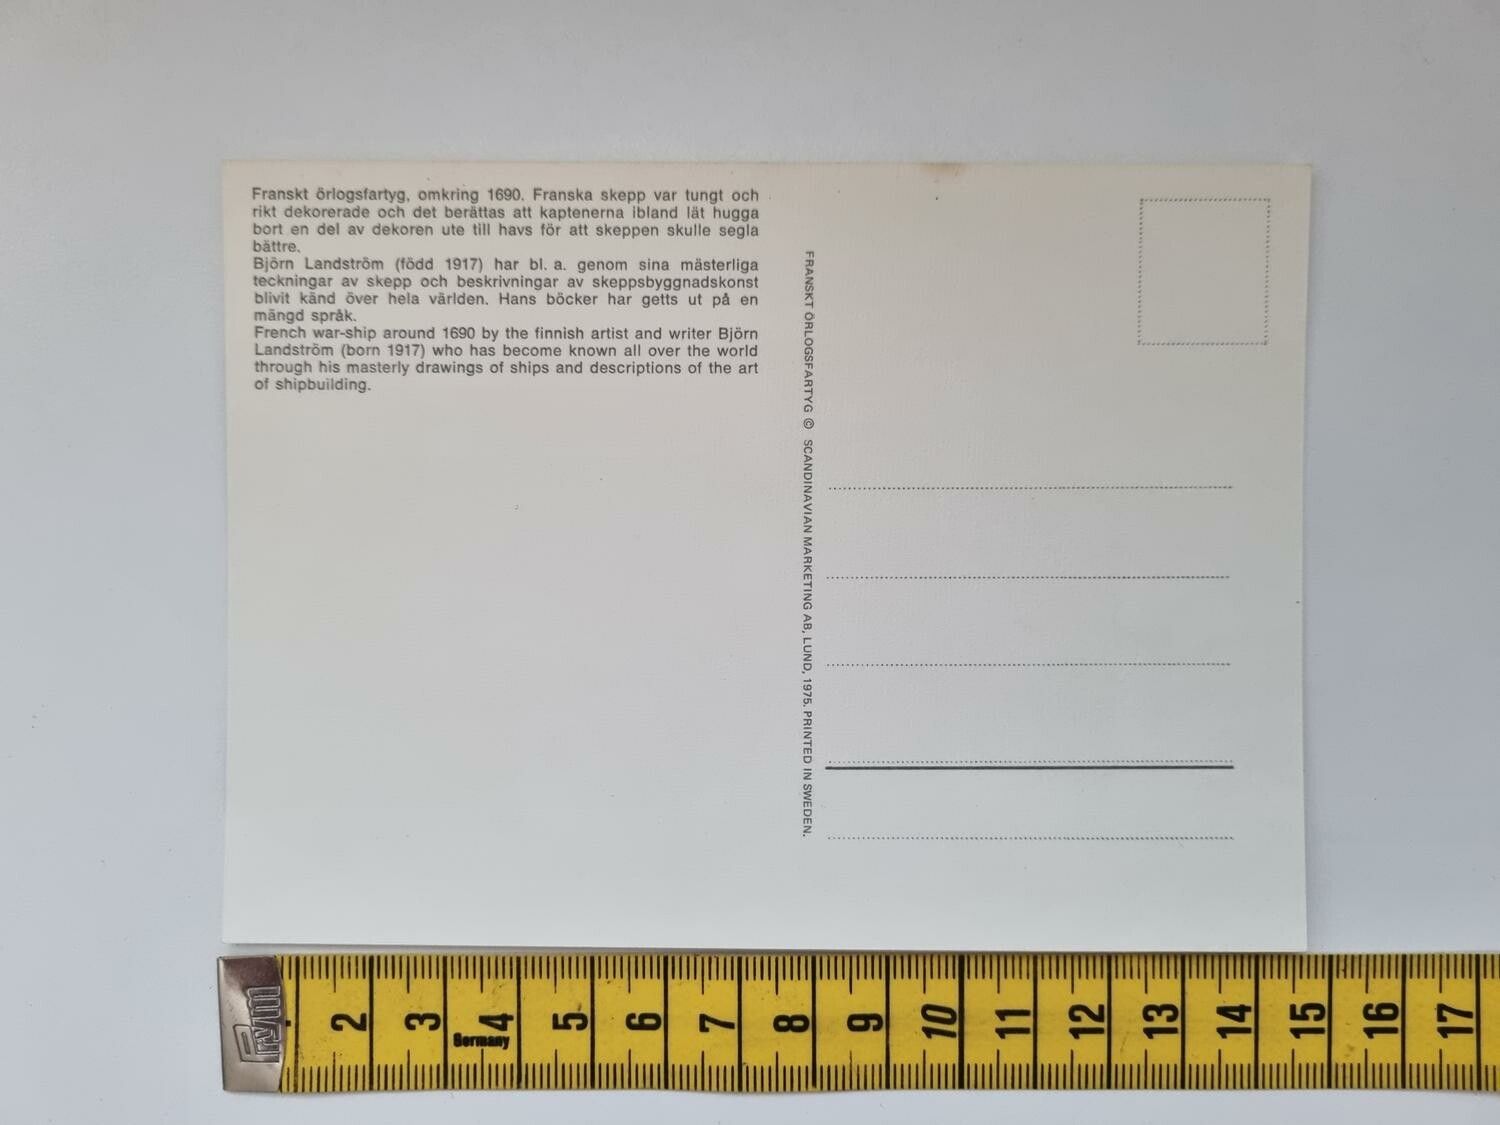 Franskt örlogsfartyg, omkring 1690. Franska skepp var tungt och
rikt dekorerade och det berättas att kaptenerna ibland lät hugga
bort en del av dekoren ute till havs för att skeppen skulle segla
bättre.
Björn Landström (född 1917) har bl. a. genom sina mästerliga
teckningar av skepp och beskrivningar av skeppsbyggnadskonst
blivit känd över hela världen. Hans böcker har getts ut på en
mängd språk.
French war-ship around 1690 by the finnish artist and writer Björn
Landström (born 1917) who has become known all over the world
through his masterly drawings of ships and descriptions of the art
of shipbuilding.
FRANSKT ÖRLOGSFARTYG © SCANDINAVIAN MARKETING AB, LUND, 1975. PRINTED IN SWEDEN.
Prym 2 3 4 5 6 7 8 9 10 11 12 13 14 15 16 17
Germany